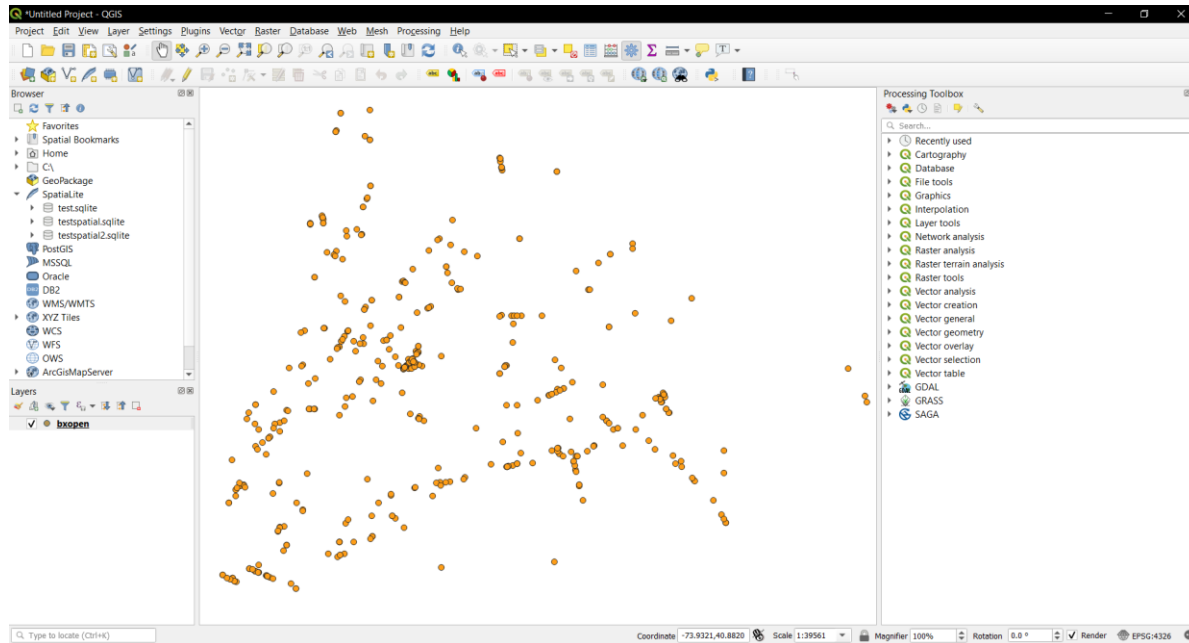 *Untitled Project - QGIS
Project Edit View Layer Settings Plugins Vector Raster Database Web Mesh Processing Help
Browser
Favorites
Spatial Bookmarks
Home
C:\
GeoPackage
SpatiaLite
test.sqlite
testspatial.sqlite
testspatial2.sqlite
PostGIS
MSSQL
Oracle
DB2
WMS/WMTS
XYZ Tiles
WCS
WFS
OWS
ArcGisMapServer
Layers
bxopen
Processing Toolbox
Search...
Recently used
Cartography
Database
File tools
Graphics
Interpolation
Layer tools
Network analysis
Raster analysis
Raster terrain analysis
Raster tools
Vector analysis
Vector creation
Vector general
Vector geometry
Vector overlay
Vector selection
Vector table
GDAL
GRASS
SAGA
Type to locate (Ctrl+K)
Coordinate -73.9321,40.8820 Scale 1:39561 Magnifier 100% Rotation 0.0 ° Render EPSG:4326